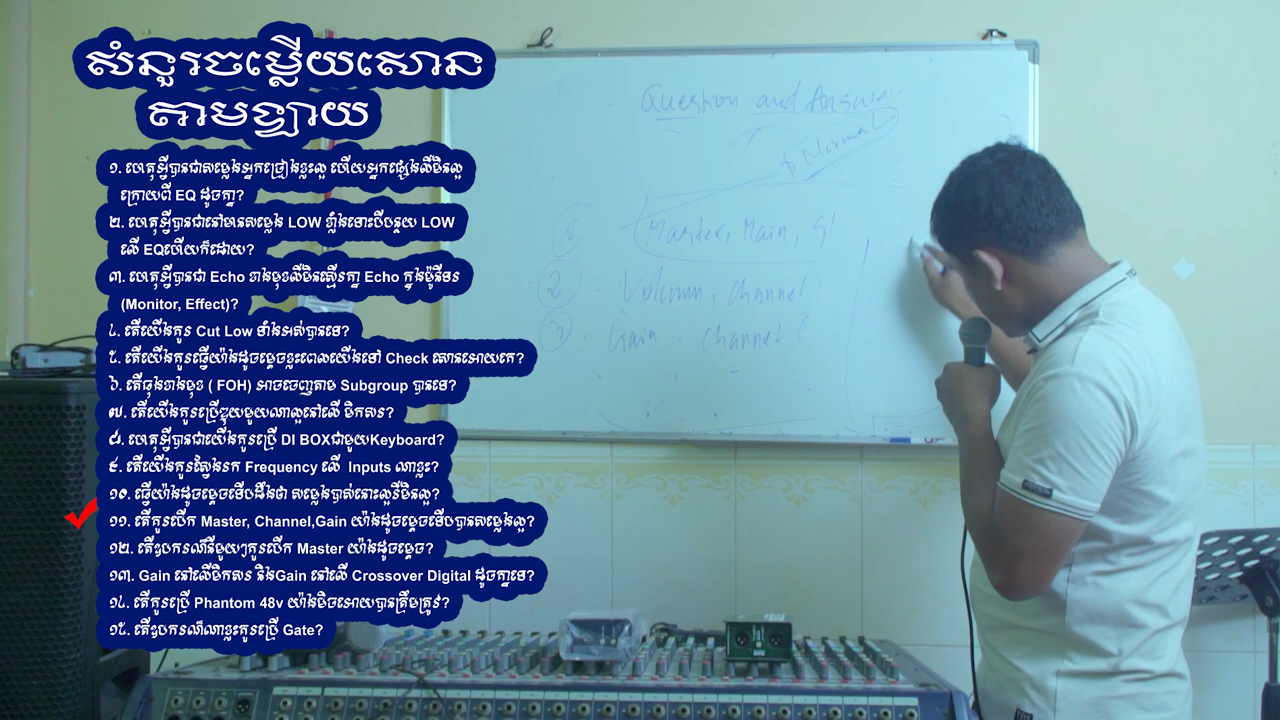 សំនួរចម្លើយសោន
តាមឡាយ
១. ហេតុអ្វីបានជាសម្លេងអ្នកច្រៀងខ្លះល្អ ហើយអ្នកផ្សេងលឺមិនល្អ
ក្រោយពី EQ ដូចគ្នា?
២. ហេតុអ្វីបានជានៅមានសម្លេង LOW ខ្លាំងទោះបីបន្ថយ LOW
លើ EQហើយក៏ដោយ?
៣. ហេតុអ្វីបានជា Echo ខាងមុខលឺមិនស្មើរគ្នា Echo ក្នុងម៉ូនីទ័រ
(Monitor, Effect)?
៤. តើយើងគួរ Cut Low ទាំងអស់បានទេ?
៥. តើយើងគួរធ្វើយ៉ាងដូចម្តេចខ្លះពេលយើងទៅ Check សោនអោយគេ?
៦. តើធុងខាងមុខ ( FOH) អាចចេញតាម Subgroup បានទេ?
៧. តើយើងគួរប្រើឌុយមួយណាល្អនៅលើ មិកសរ?
៨. ហេតុអ្វីបានជាយើងគួរប្រើ DI BOXជាមួយKeyboard?
៩. តើយើងគួរស្វែងរក Frequency លើ Inputs ណាខ្លះ?
១០. ធ្វើយ៉ាងដូចម្តេចទើបដឹងថា សម្លេងបាស់នោះល្អរឺមិនល្អ?
១១. តើគួរបើក Master, Channel,Gain យ៉ាងដូចម្តេចទើបបានសម្លេងល្អ?
១២. តើឧបករណ៍នីមួយៗគួរបើក Master យ៉ាងដូចម្តេច?
១៣. Gain នៅលើមិកសរ និងGain នៅលើ Crossover Digital ដូចគ្នាទេ?
១៤. តើគួរប្រើ Phantom 48v យ៉ាងមិចអោយបានត្រឹមត្រូវ?
១៥. តើឧបករណ៍ណាខ្លះគួរប្រើ Gate?
Question and Answe..
Normal
1 Master, Main, G
2 . Volumn, Channel
3 . Gain . Channel ?